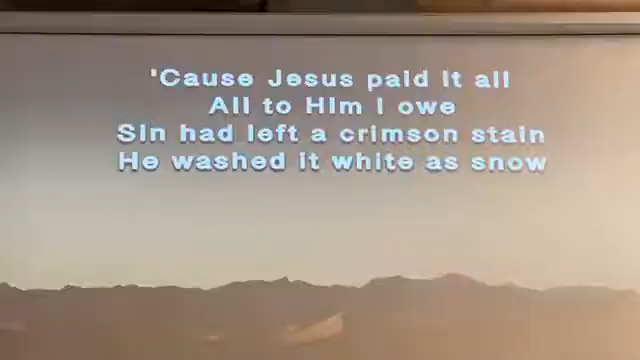 'Cause Jesus paid it all
All to Him I owe
Sin had left a crimson stain
He washed it white as snow